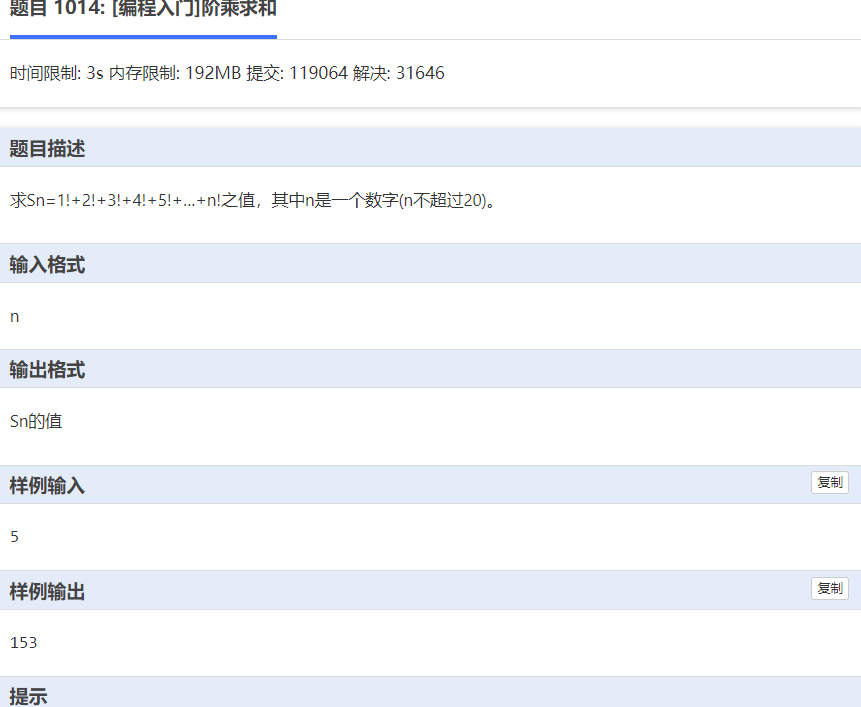 题目 1014: [编程入门]阶乘求和
时间限制: 3s 内存限制: 192MB 提交: 119064 解决: 31646
题目描述
求Sn=1!+2!+3!+4!+5!+...+n!之值，其中n是一个数字(n不超过20)。
输入格式
n
输出格式
Sn的值
样例输入
复制
5
样例输出
复制
153
提示